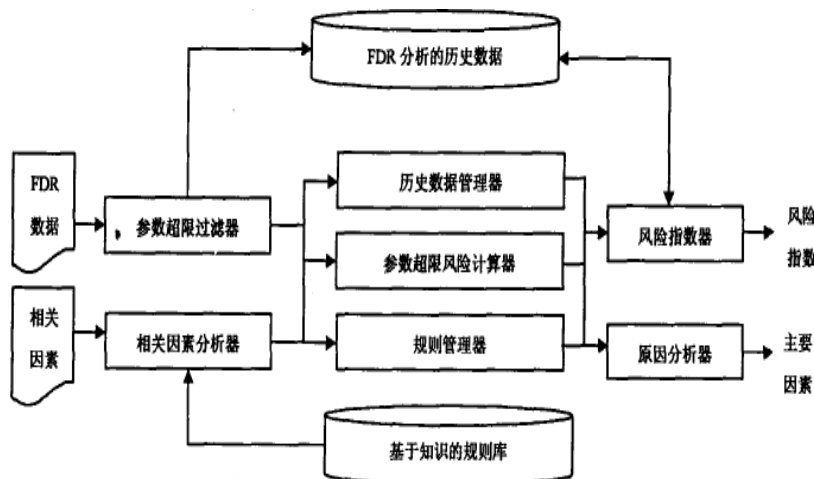 FDR 分析的历史数据
FDR
数据
参数超限过滤器
历史数据管理器
参数超限风险计算器
规则管理器
风险指数器
风险
指数
相关
因素
相关因素分析器
原因分析器
主要
因素
基于知识的规则库